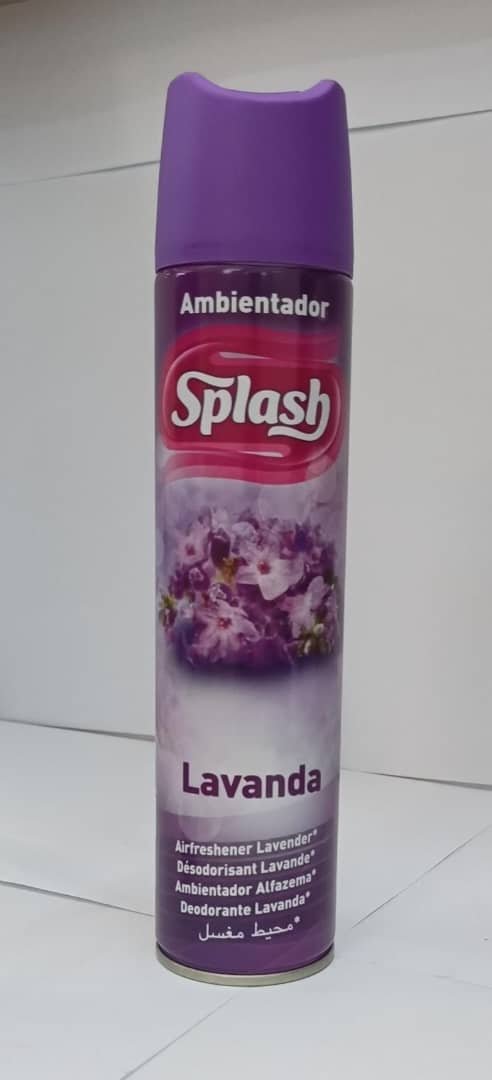 Ambientador
Splash
Lavanda
Airfreshener Lavender*
Désodorisant Lavande*
Ambientador Alfazema*
Deodorante Lavanda*
محيط مغسل*